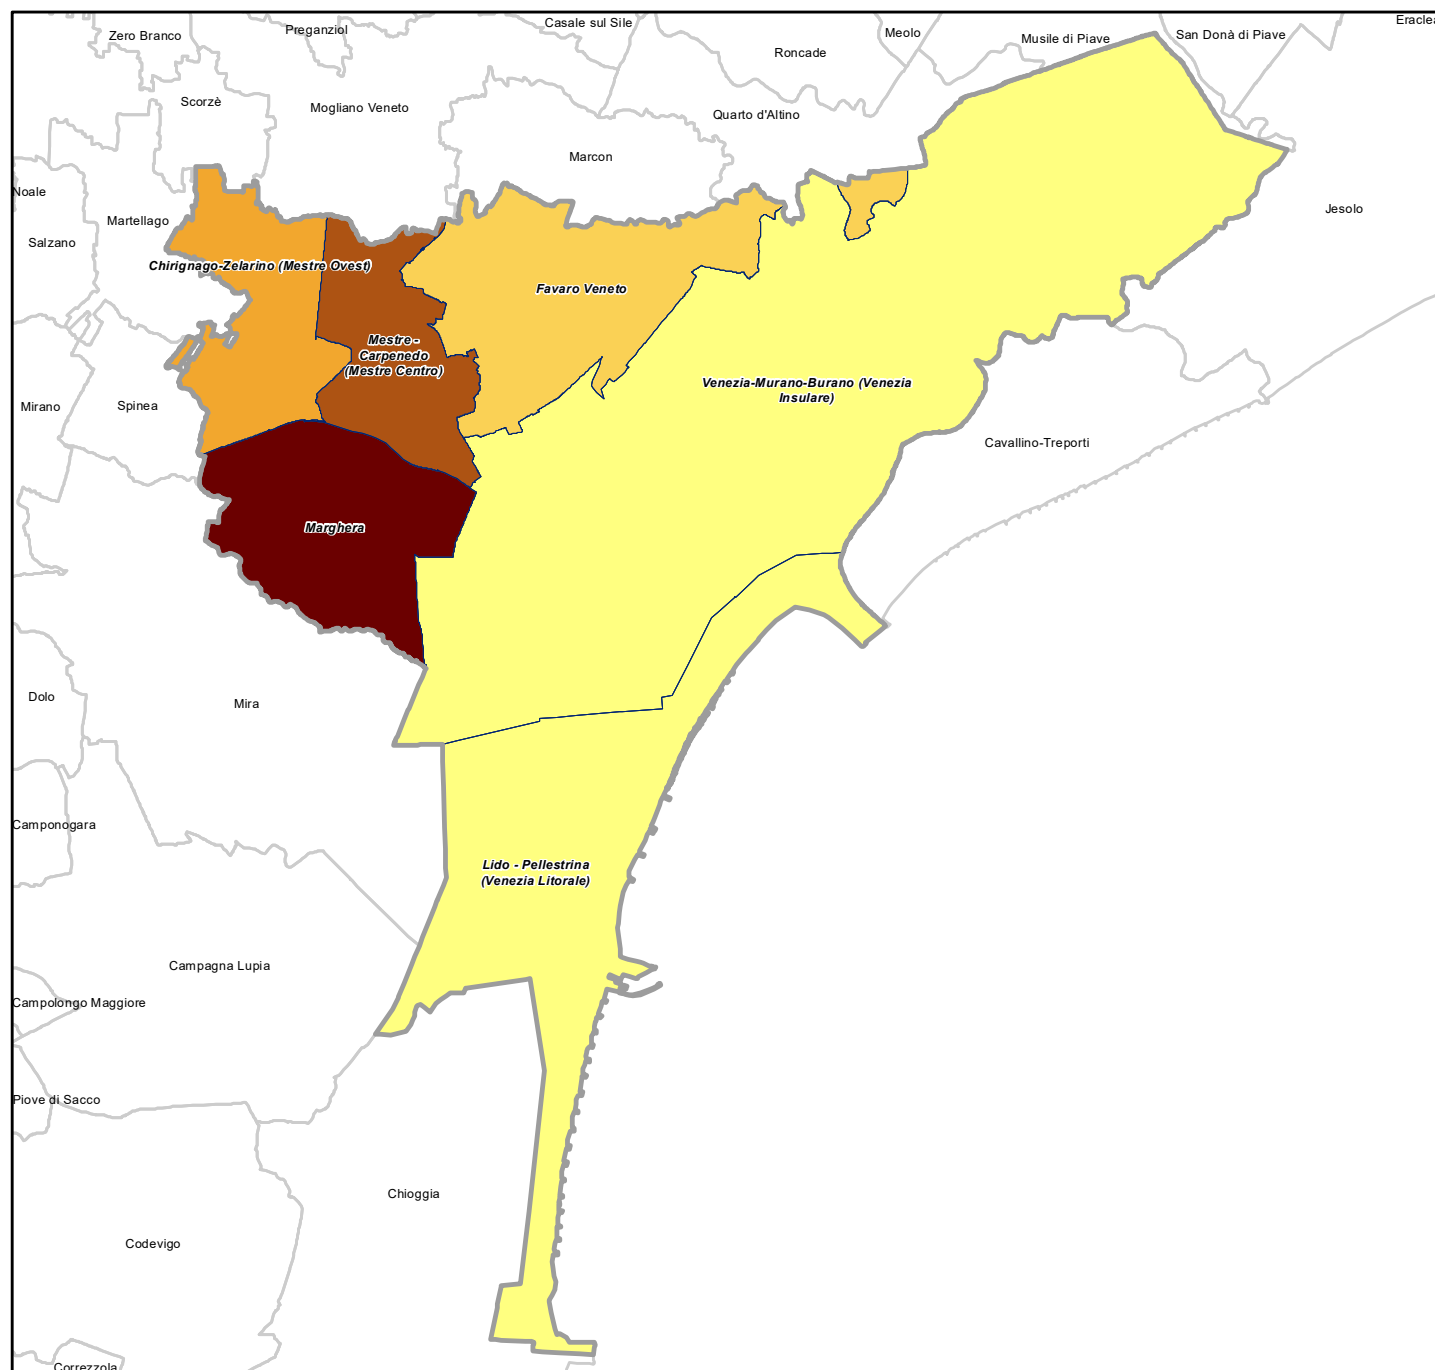 Casale sul Sile
Eraclea
Preganziol
Meolo
Zero Branco
San Donà di Piave
Musile di Piave
Roncade
Scorzè
Mogliano Veneto
Quarto d'Altino
Marcon
Noale
Jesolo
Martellago
Salzano
Chirignago-Zelarino (Mestre Ovest)
Favaro Veneto
Mestre -
Carpenedo
(Mestre Centro)
Venezia-Murano-Burano (Venezia
Insulare)
Mirano
Spinea
Cavallino-Treporti
Marghera
Dolo
Mira
Camponogara
Lido - Pellestrina
(Venezia Litorale)
Campagna Lupia
Campolongo Maggiore
Piove di Sacco
Chioggia
Codevigo
Correzzola